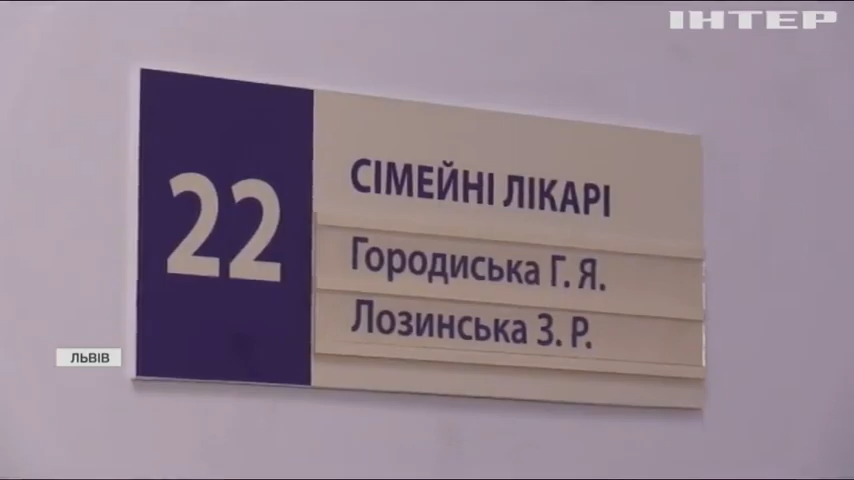 ІНТЕР
22
СІМЕЙНІ ЛІКАРІ
Городиська Г. Я.
Лозинська З. Р.
ЛЬВІВ